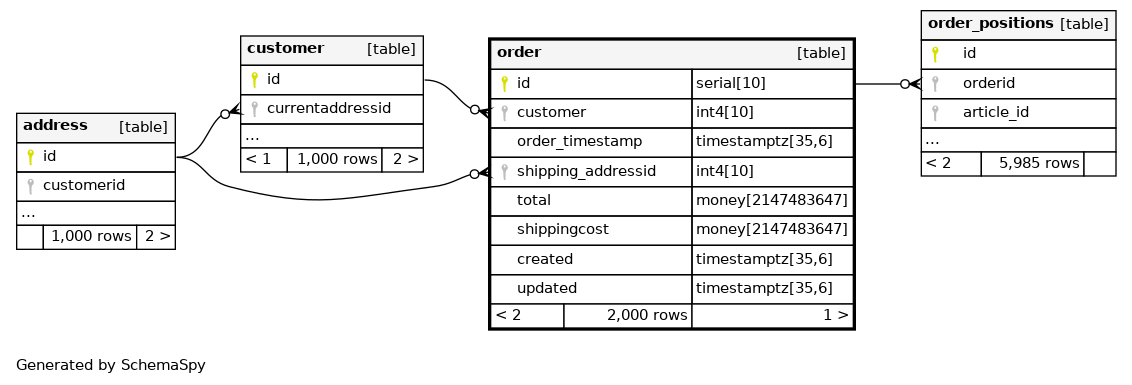 address [table]
id
customerid
...
1,000 rows 2 >
customer [table]
id
currentaddressid
...
< 1 1,000 rows 2 >
order [table]
id serial[10]
customer int4[10]
order_timestamp timestamptz[35,6]
shipping_addressid int4[10]
total money[2147483647]
shippingcost money[2147483647]
created timestamptz[35,6]
updated timestamptz[35,6]
< 2 2,000 rows 1 >
order_positions [table]
id
orderid
article_id
...
< 2 5,985 rows
Generated by SchemaSpy